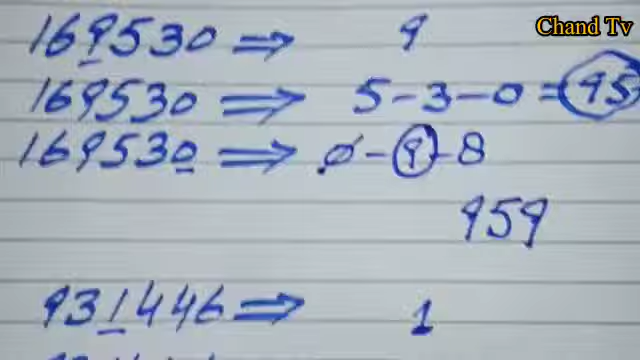 Chand Tv
169530 ⇒ 9
169530 ⇒ 5-3-0=95
169530 ⇒ 0-9-8
959
931446 ⇒ 1